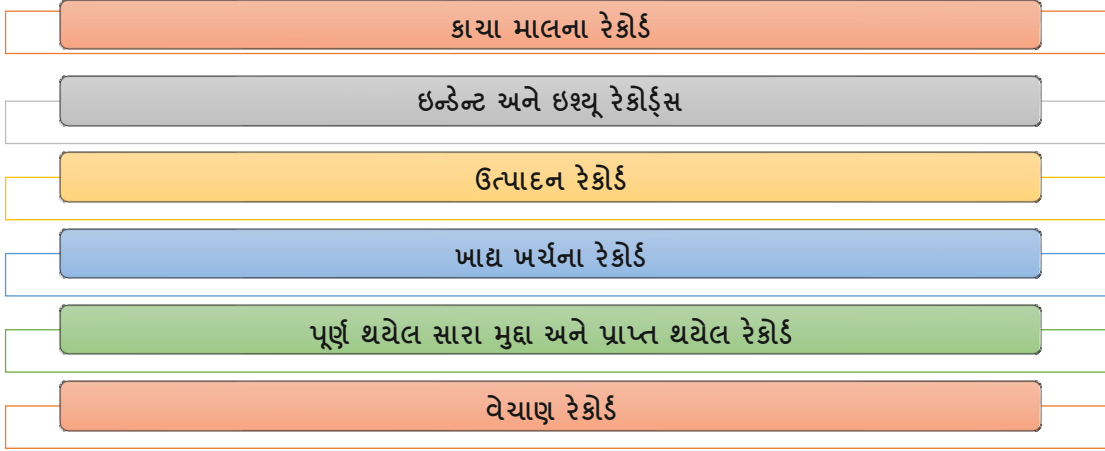 કાચા માલના રેકોર્ડ
ઇન્ડેન્ટ અને ઇશ્યૂ રેકોર્ડ્સ
ઉત્પાદન રેકોર્ડ
ખાદ્ય ખર્ચના રેકોર્ડ
પૂર્ણ થયેલ સારા મુદ્દા અને પ્રાપ્ત થયેલ રેકોર્ડ
વેચાણ રેકોર્ડ